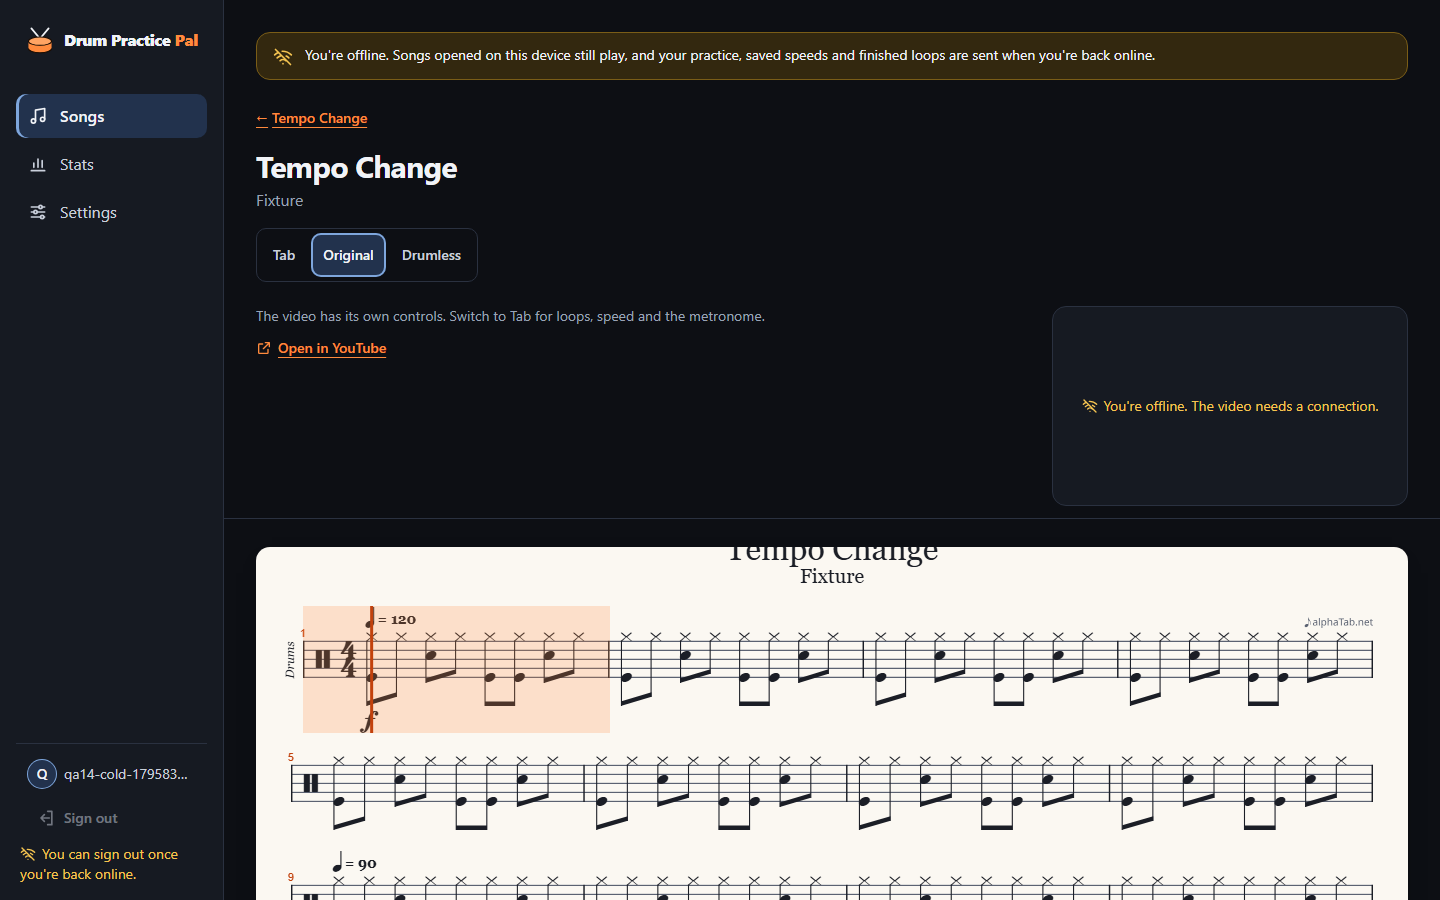 Drum Practice Pal
Songs
Stats
Settings
You're offline. Songs opened on this device still play, and your practice, saved speeds and finished loops are sent when you're back online.
← Tempo Change
Tempo Change
Fixture
Tab Original Drumless
The video has its own controls. Switch to Tab for loops, speed and the metronome.
Open in YouTube
You're offline. The video needs a connection.
Tempo Change
Fixture
= 120
alphaTab.net
1
Drums
4
4
f
5
= 90
9
Q qa14-cold-179583...
Sign out
You can sign out once
you're back online.